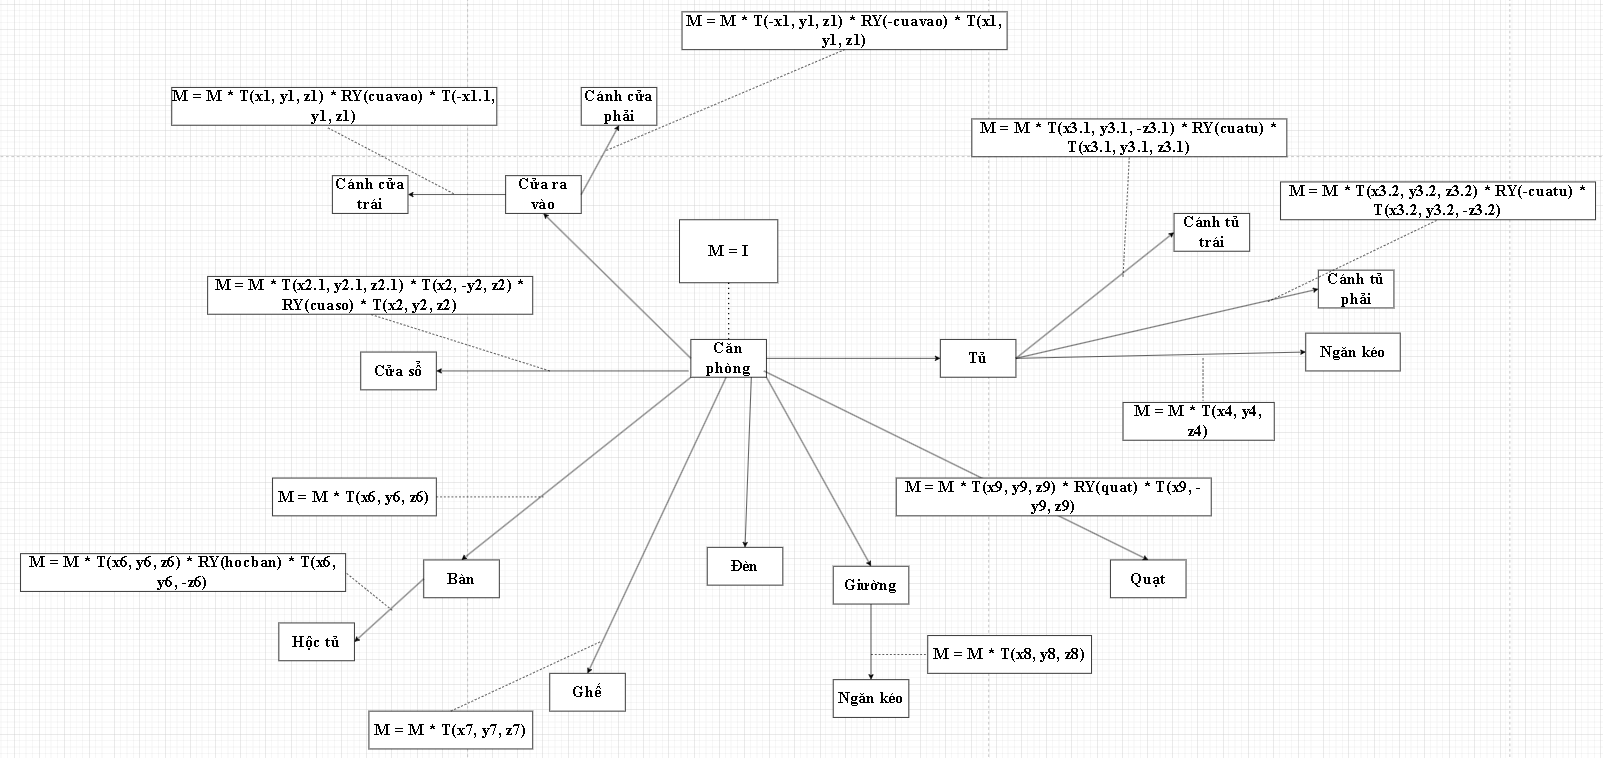 M = M * T(-x1, y1, z1) * RY(-cuavao) * T(x1,
y1, z1)
M = M * T(x1, y1, z1) * RY(cuavao) * T(-x1.1,
y1, z1)
Cánh cửa
phải
M = M * T(x3.1, y3.1, -z3.1) * RY(cuatu) *
T(x3.1, y3.1, z3.1)
Cánh cửa
trái
Cửa ra
vào
M = M * T(x3.2, y3.2, z3.2) * RY(-cuatu) *
T(x3.2, y3.2, -z3.2)
M = I
Cánh tủ
trái
M = M * T(x2.1, y2.1, z2.1) * T(x2, -y2, z2) *
RY(cuaso) * T(x2, y2, z2)
Cánh tủ
phải
Cửa sổ
Căn
phòng
Tủ
Ngăn kéo
M = M * T(x4, y4,
z4)
M = M * T(x6, y6, z6)
M = M * T(x9, y9, z9) * RY(quat) * T(x9, -
y9, z9)
M = M * T(x6, y6, z6) * RY(hocban) * T(x6,
y6, -z6)
Bàn
Đèn
Giường
Quạt
Hộc tủ
M = M * T(x8, y8, z8)
Ghế
Ngăn kéo
M = M * T(x7, y7, z7)